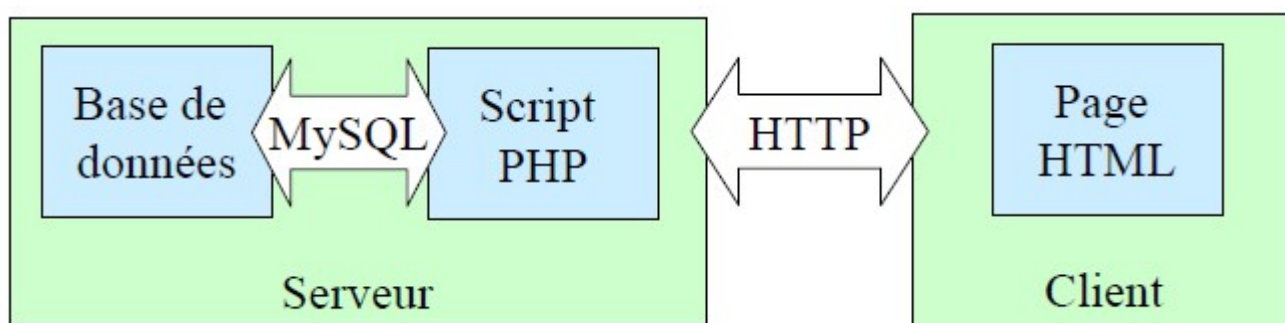 Base de
données
MySQL
Script
PHP
HTTP
Page
HTML
Serveur
Client